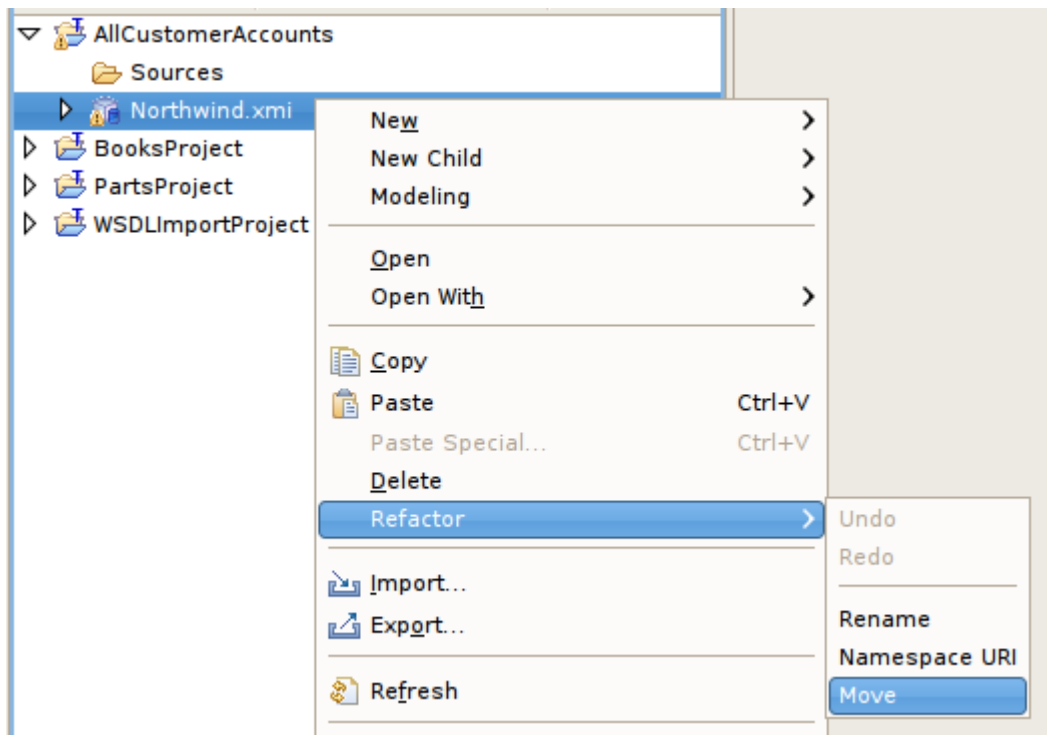 AllCustomerAccounts
Sources
Northwind.xmi
BooksProject
PartsProject
WSDLImportProject
New
New Child
Modeling
Open
Open With
Copy
Paste Ctrl+V
Paste Special... Ctrl+V
Delete
Refactor
Import...
Export...
Refresh
Undo
Redo
Rename
Namespace URI
Move